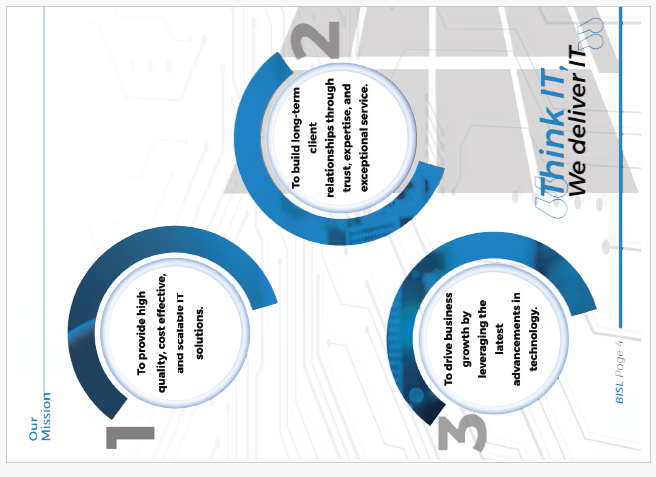 Our
Mission
1
To provide high
quality, cost effective,
and scalable IT
solutions.
2
To build long-term
client
relationships through
trust, expertise, and
exceptional service.
3
To drive business
growth by
leveraging the
latest
advancements in
technology.
“Think IT,
We deliver IT”
BISL Page 4